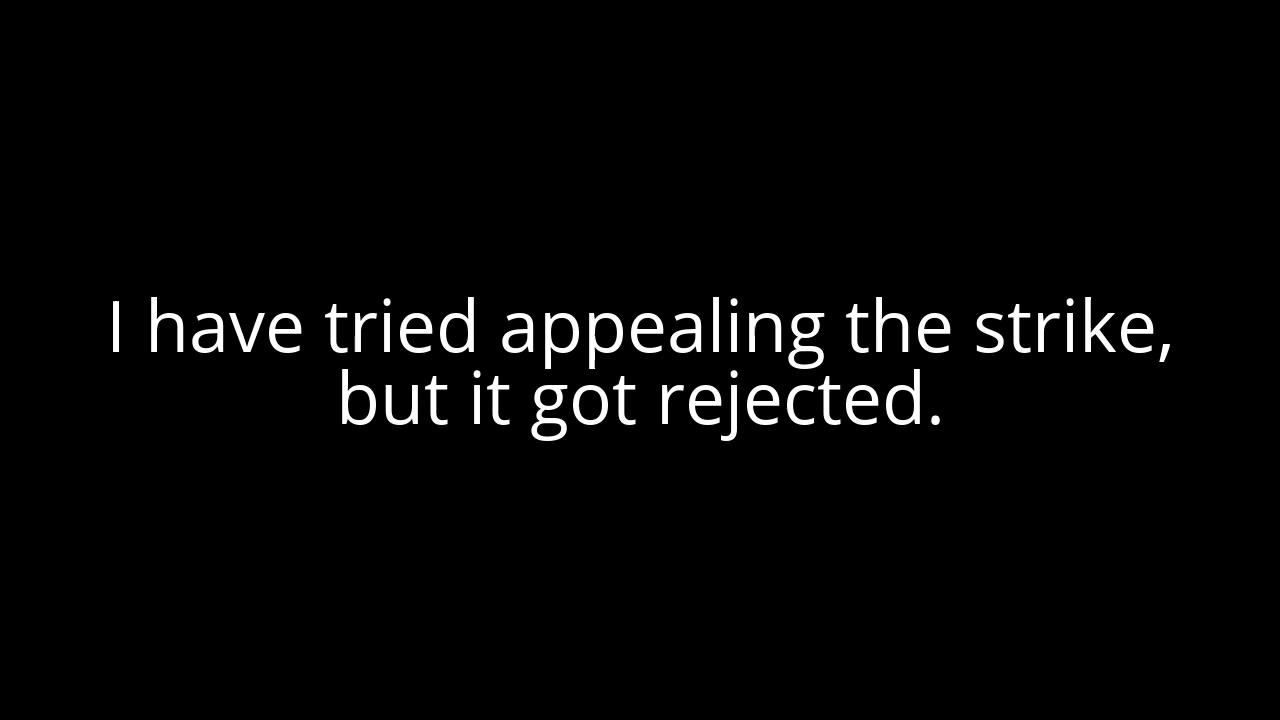 I have tried appealing the strike,
but it got rejected.